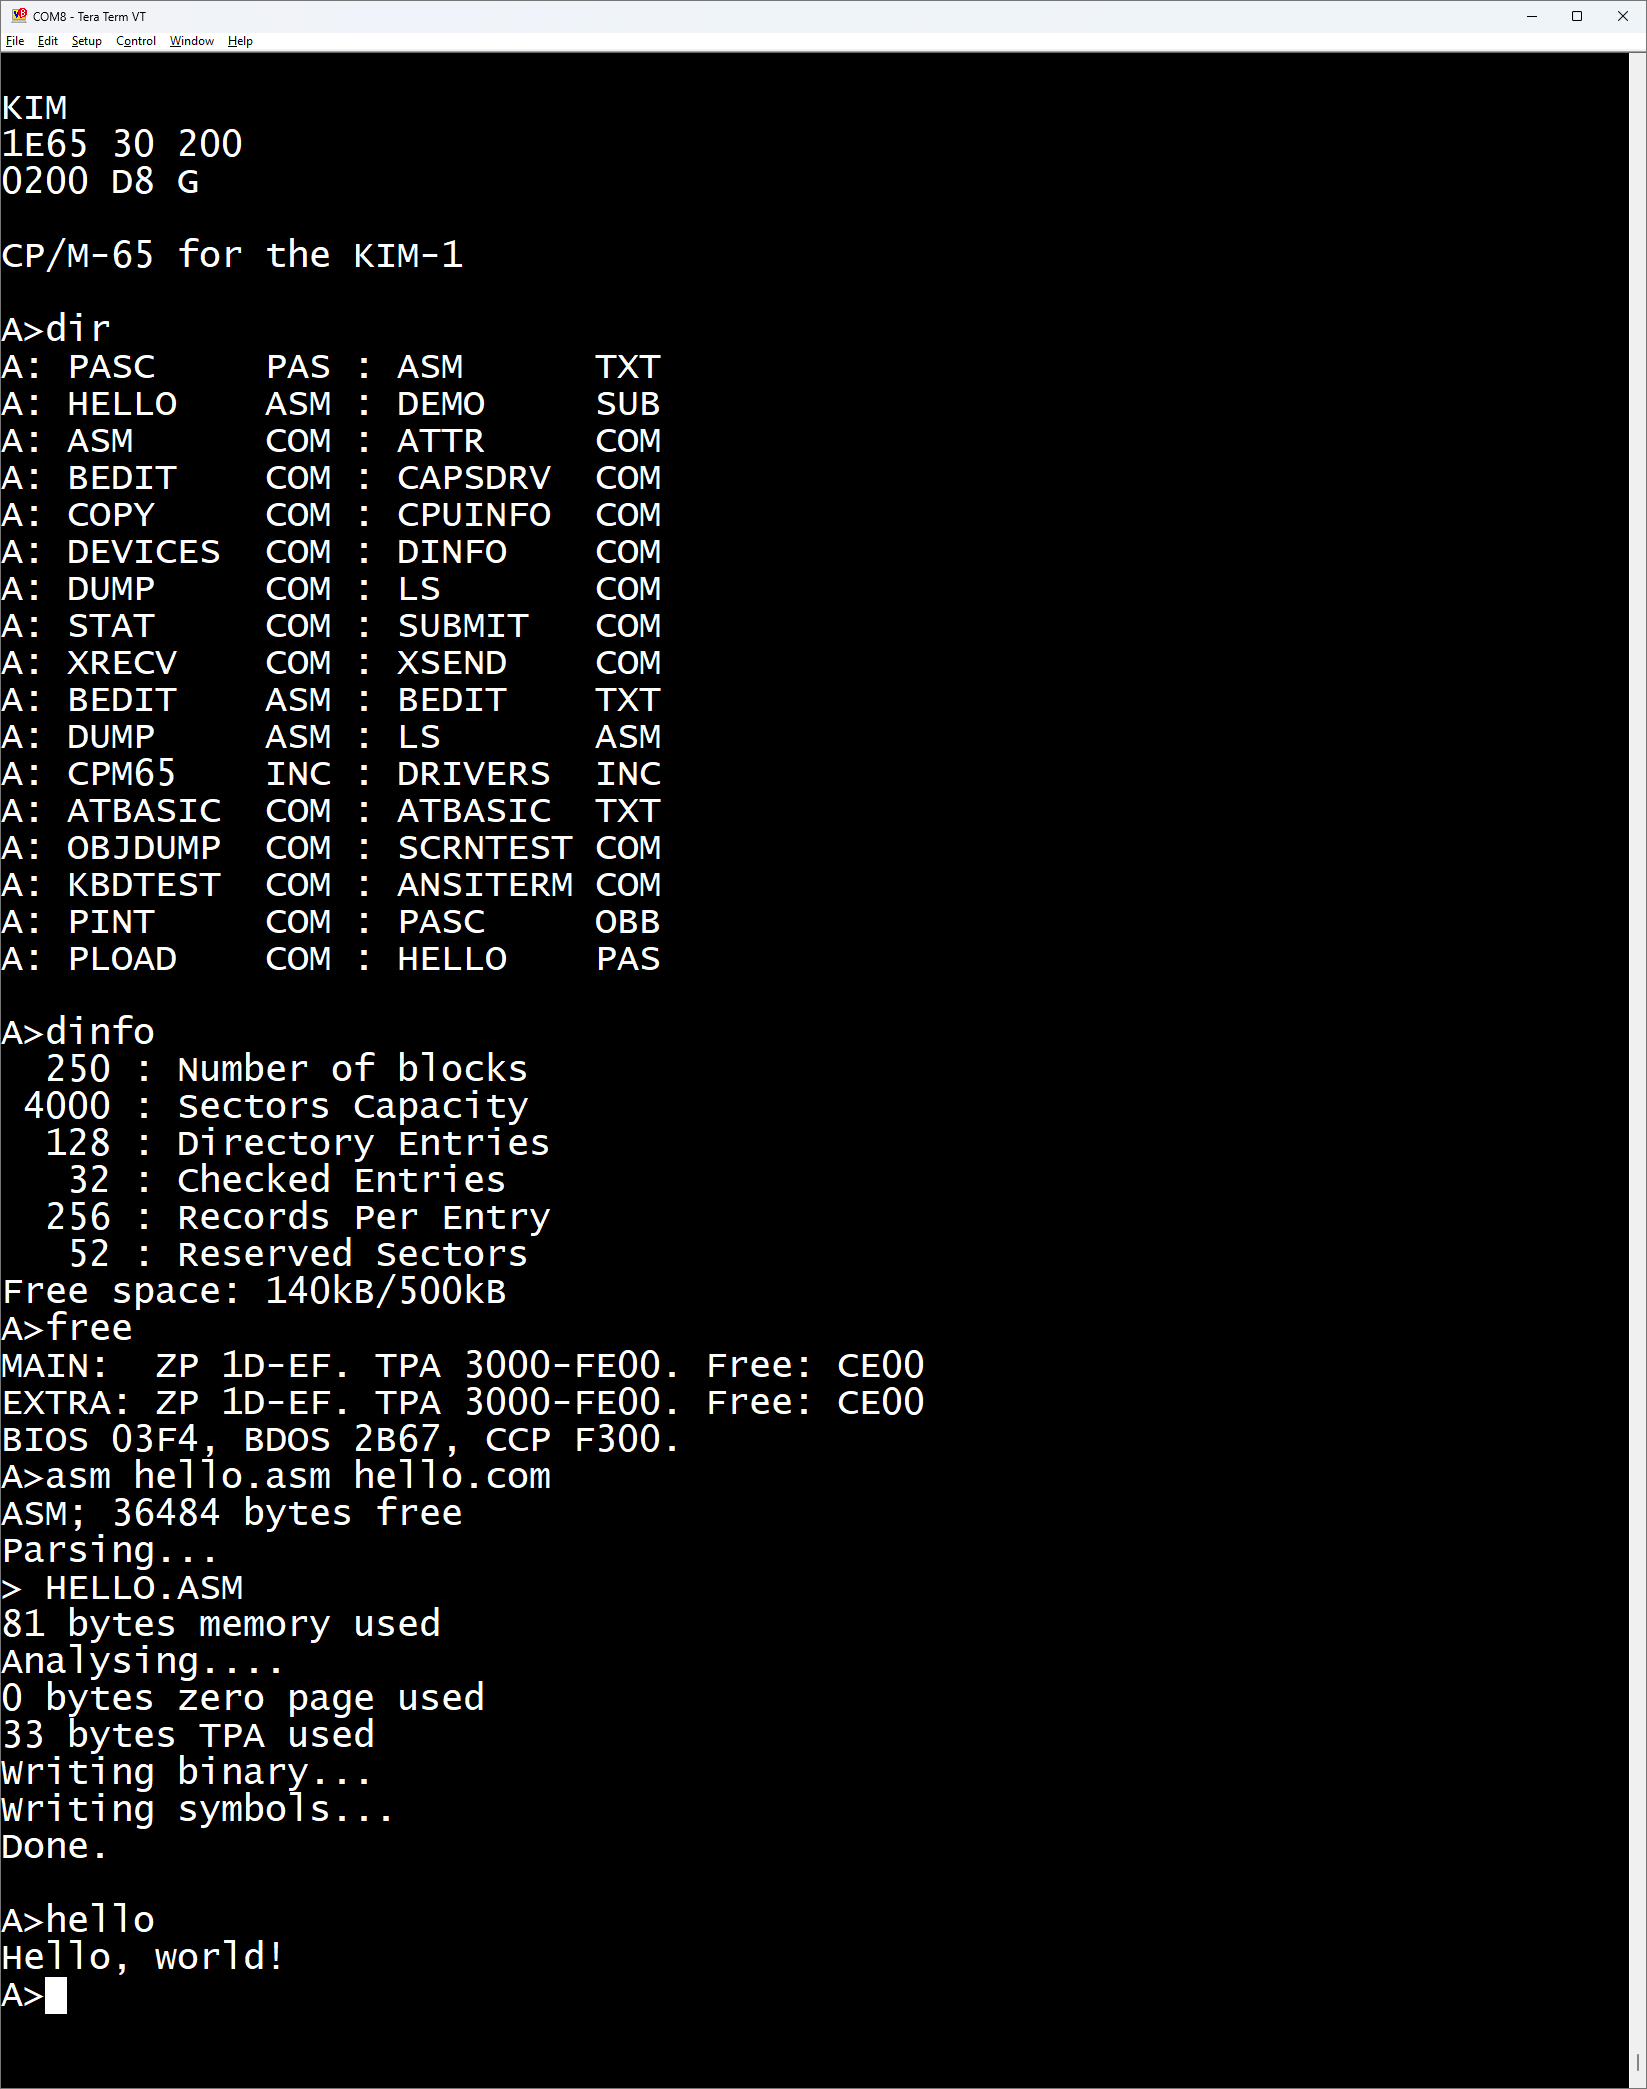 COM8 - Tera Term VT
File Edit Setup Control Window Help
KIM
1E65 30 200
0200 D8 G
CP/M-65 for the KIM-1
A>dir
A: PASC     PAS : ASM      TXT
A: HELLO    ASM : DEMO     SUB
A: ASM      COM : ATTR     COM
A: BEDIT    COM : CAPSDRV  COM
A: COPY     COM : CPUINFO  COM
A: DEVICES  COM : DINFO    COM
A: DUMP     COM : LS       COM
A: STAT     COM : SUBMIT   COM
A: XRECV    COM : XSEND    COM
A: BEDIT    ASM : BEDIT    TXT
A: DUMP     ASM : LS       ASM
A: CPM65    INC : DRIVERS  INC
A: ATBASIC  COM : ATBASIC  TXT
A: OBJDUMP  COM : SCRNTEST COM
A: KBDTEST  COM : ANSITERM COM
A: PINT     COM : PASC     OBB
A: PLOAD    COM : HELLO    PAS
A>dinfo
  250 : Number of blocks
 4000 : Sectors Capacity
  128 : Directory Entries
   32 : Checked Entries
  256 : Records Per Entry
   52 : Reserved Sectors
Free space: 140kB/500kB
A>free
MAIN:  ZP 1D-EF. TPA 3000-FE00. Free: CE00
EXTRA: ZP 1D-EF. TPA 3000-FE00. Free: CE00
BIOS 03F4, BDOS 2B67, CCP F300.
A>asm hello.asm hello.com
ASM; 36484 bytes free
Parsing...
> HELLO.ASM
81 bytes memory used
Analysing....
0 bytes zero page used
33 bytes TPA used
Writing binary...
Writing symbols...
Done.
A>hello
Hello, world!
A>